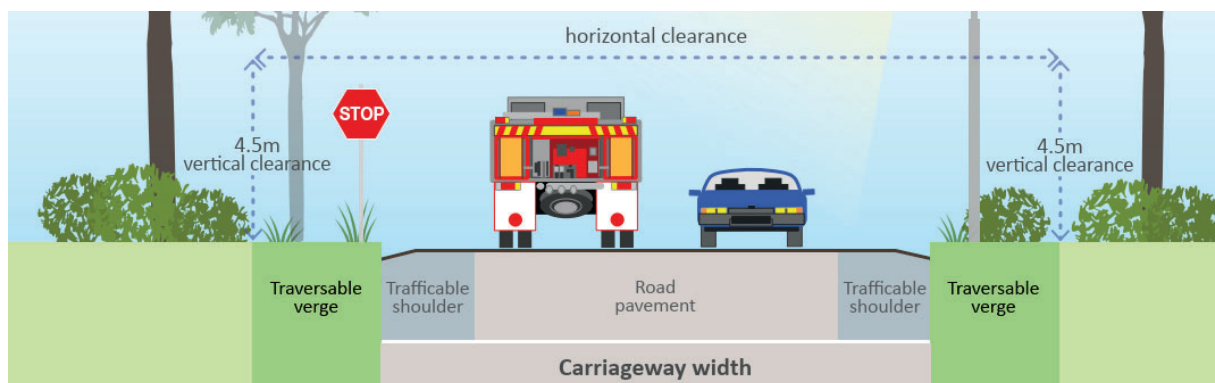 horizontal clearance
STOP
4.5m
vertical clearance
4.5m
vertical clearance
Traversable
verge
Trafficable
shoulder
Road
pavement
Trafficable
shoulder
Traversable
verge
Carriageway width